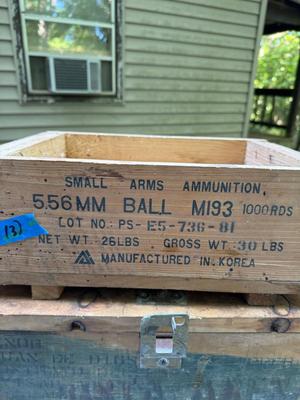 SMALL ARMS AMMUNITION,
5.56MM BALL M193 1000RDS
LOT NO.: PS-E5-736-81
NET WT. 26LBS GROSS WT.:30 LBS
MANUFACTURED IN.KOREA
13)